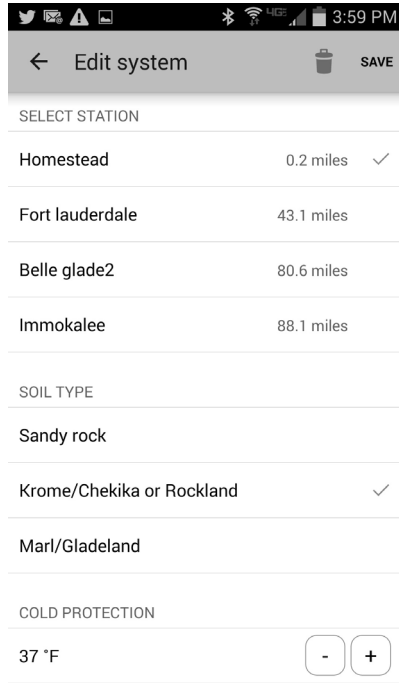 4GE 3:59 PM
Edit system SAVE
SELECT STATION
Homestead 0.2 miles
Fort lauderdale 43.1 miles
Belle glade2 80.6 miles
Immokalee 88.1 miles
SOIL TYPE
Sandy rock
Krome/Chekika or Rockland
Marl/Gladeland
COLD PROTECTION
37 °F - +